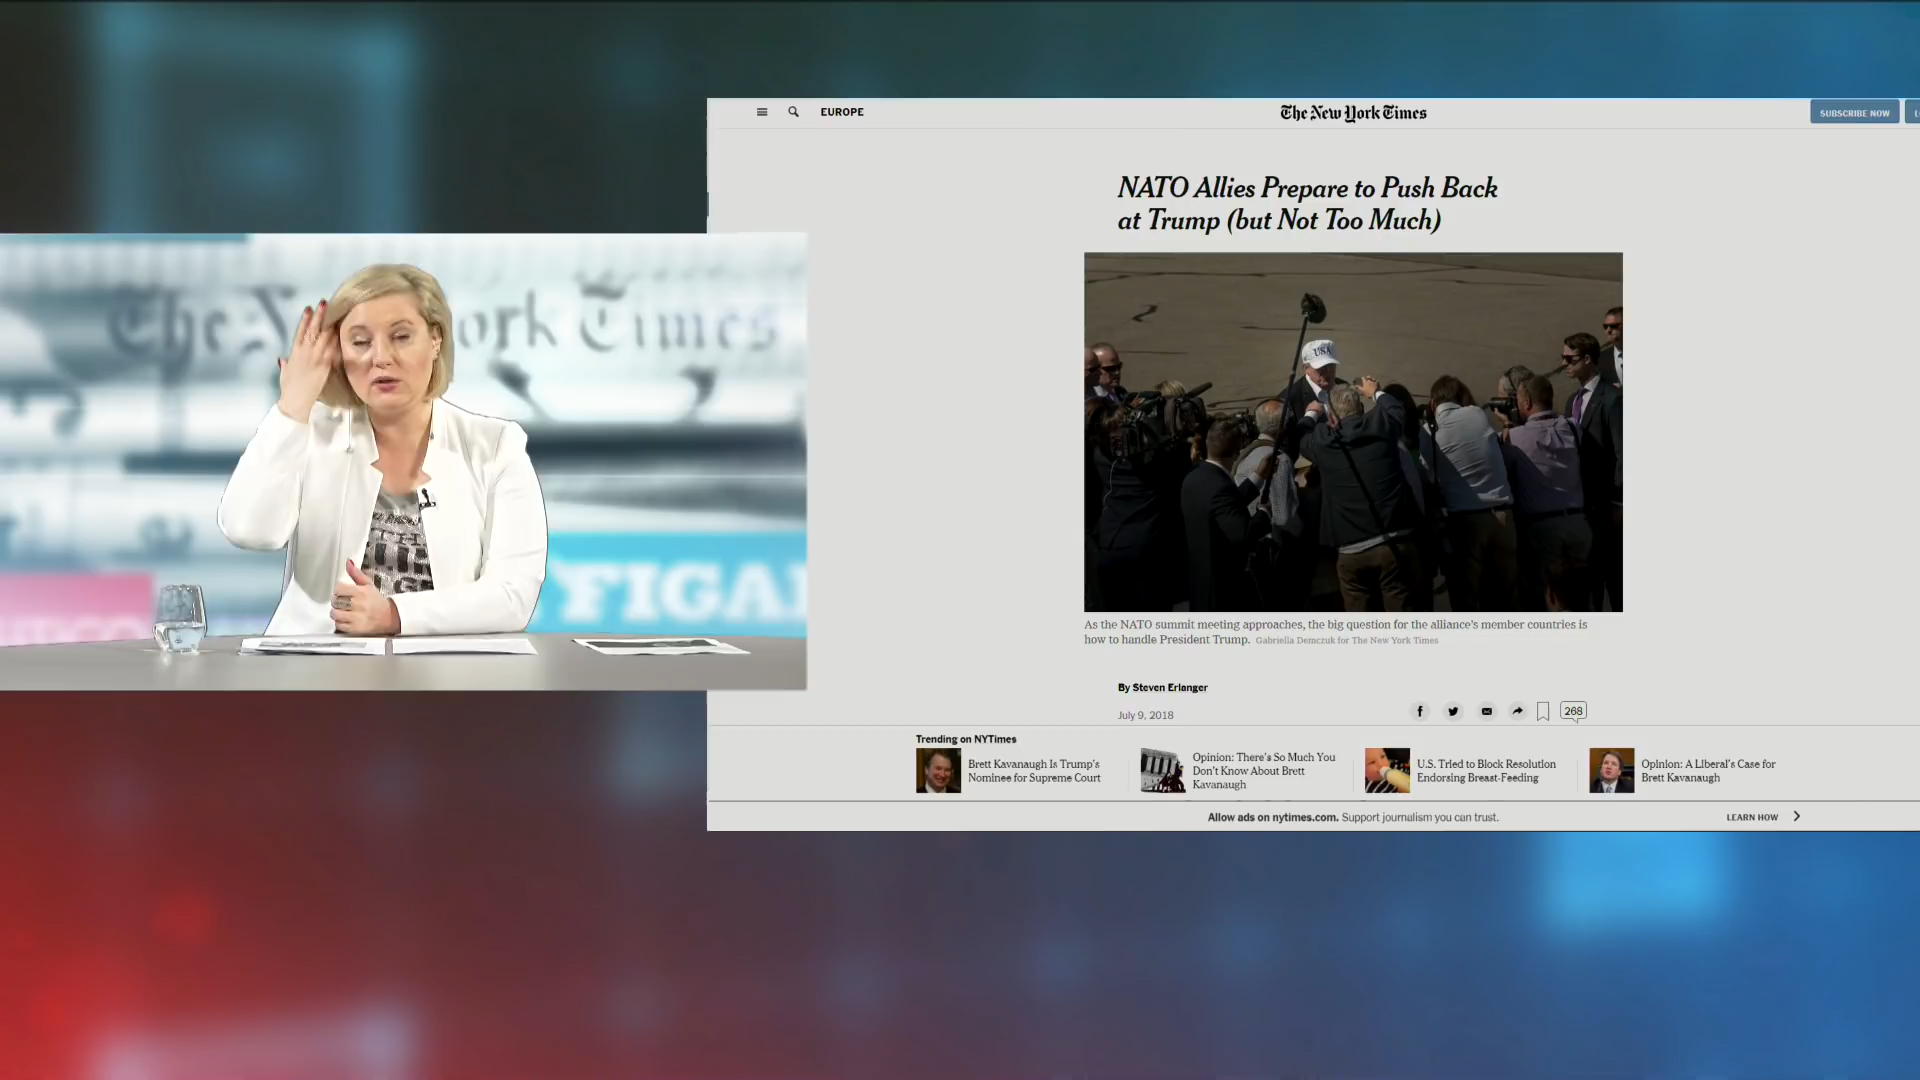 EUROPE
The New York Times
SUBSCRIBE NOW
NATO Allies Prepare to Push Back
at Trump (but Not Too Much)
The New York Times
USA
As the NATO summit meeting approaches, the big question for the alliance's member countries is
how to handle President Trump. Gabriella Demczuk for The New York Times
FIGA
By Steven Erlanger
July 9, 2018
268
Trending on NYTimes
Brett Kavanaugh Is Trump's
Nominee for Supreme Court
Opinion: There's So Much You
Don't Know About Brett
Kavanaugh
U.S. Tried to Block Resolution
Endorsing Breast-Feeding
Opinion: A Liberal's Case for
Brett Kavanaugh
Allow ads on nytimes.com. Support journalism you can trust.
LEARN HOW